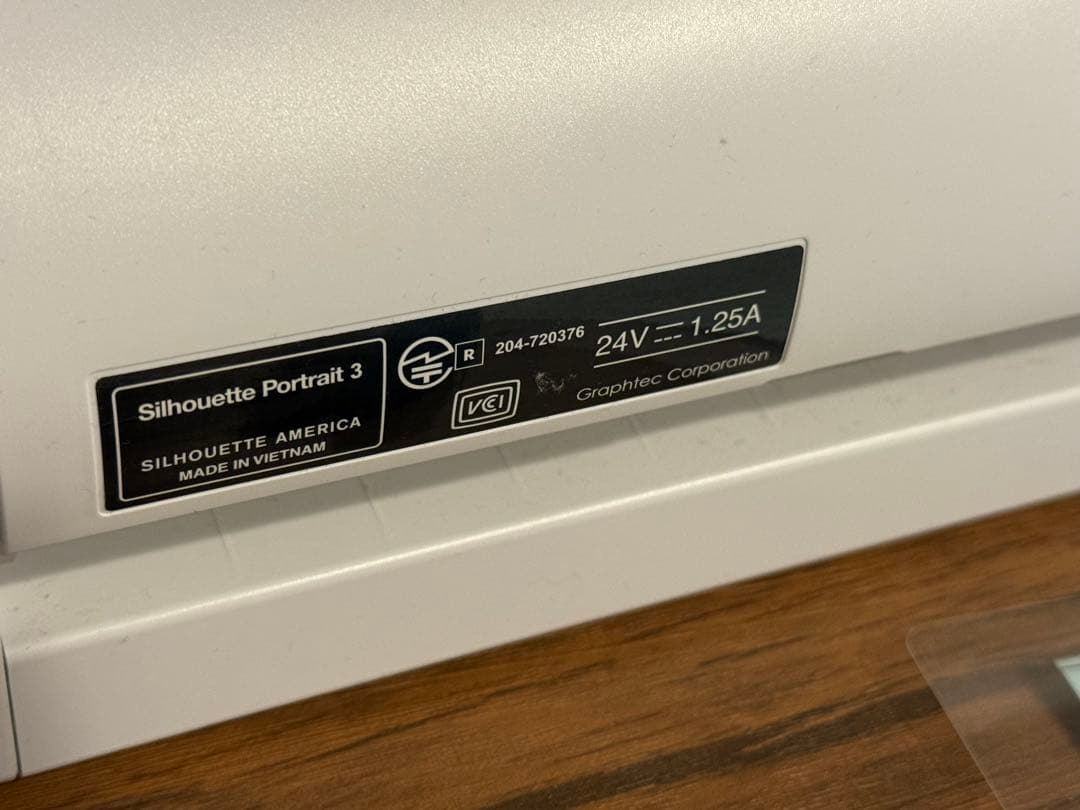 Silhouette Portrait 3
SILHOUETTE AMERICA
MADE IN VIETNAM
R 204-720376
VCI
24V 1.25A
Graphtec Corporation